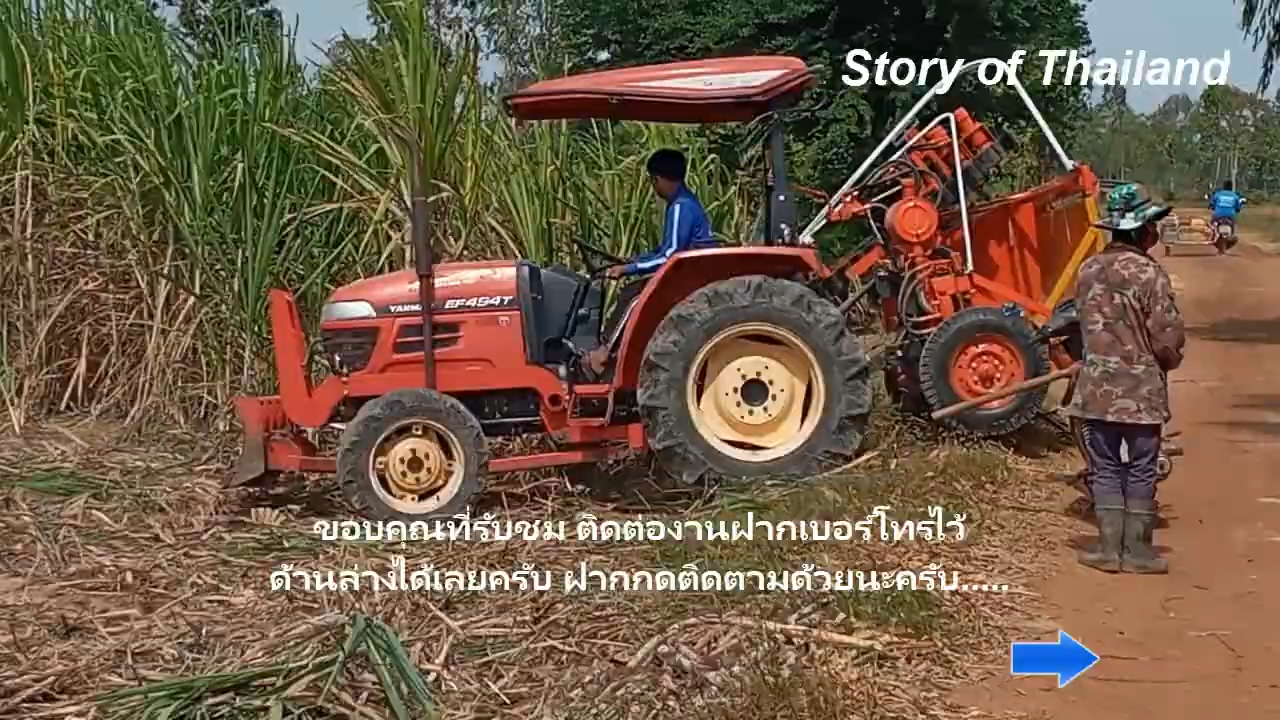 Story of Thailand
YANMAR EF494T
ขอบคุณที่รับชม ติดต่องานฝากเบอร์โทรไว้
ด้านล่างได้เลยครับ ฝากกดติดตามด้วยนะครับ.....